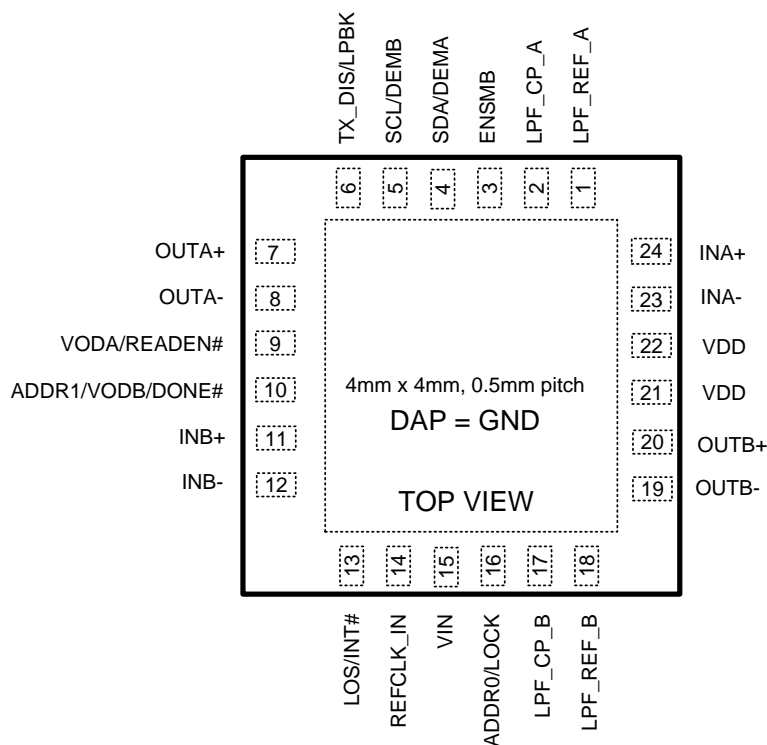 TX_DIS/LPBK
SCL/DEMB
SDA/DEMA
ENSMB
LPF_CP_A
LPF_REF_A
6
5
4
3
2
1
OUTA+
7
24
INA+
OUTA-
8
23
INA-
VODA/READEN#
9
22
VDD
ADDR1/VODB/DONE#
10
21
VDD
INB+
11
20
OUTB+
INB-
12
19
OUTB-
4mm x 4mm, 0.5mm pitch
DAP = GND
TOP VIEW
13
14
15
16
17
18
LOS/INT#
REFCLK_IN
VIN
ADDR0/LOCK
LPF_CP_B
LPF_REF_B